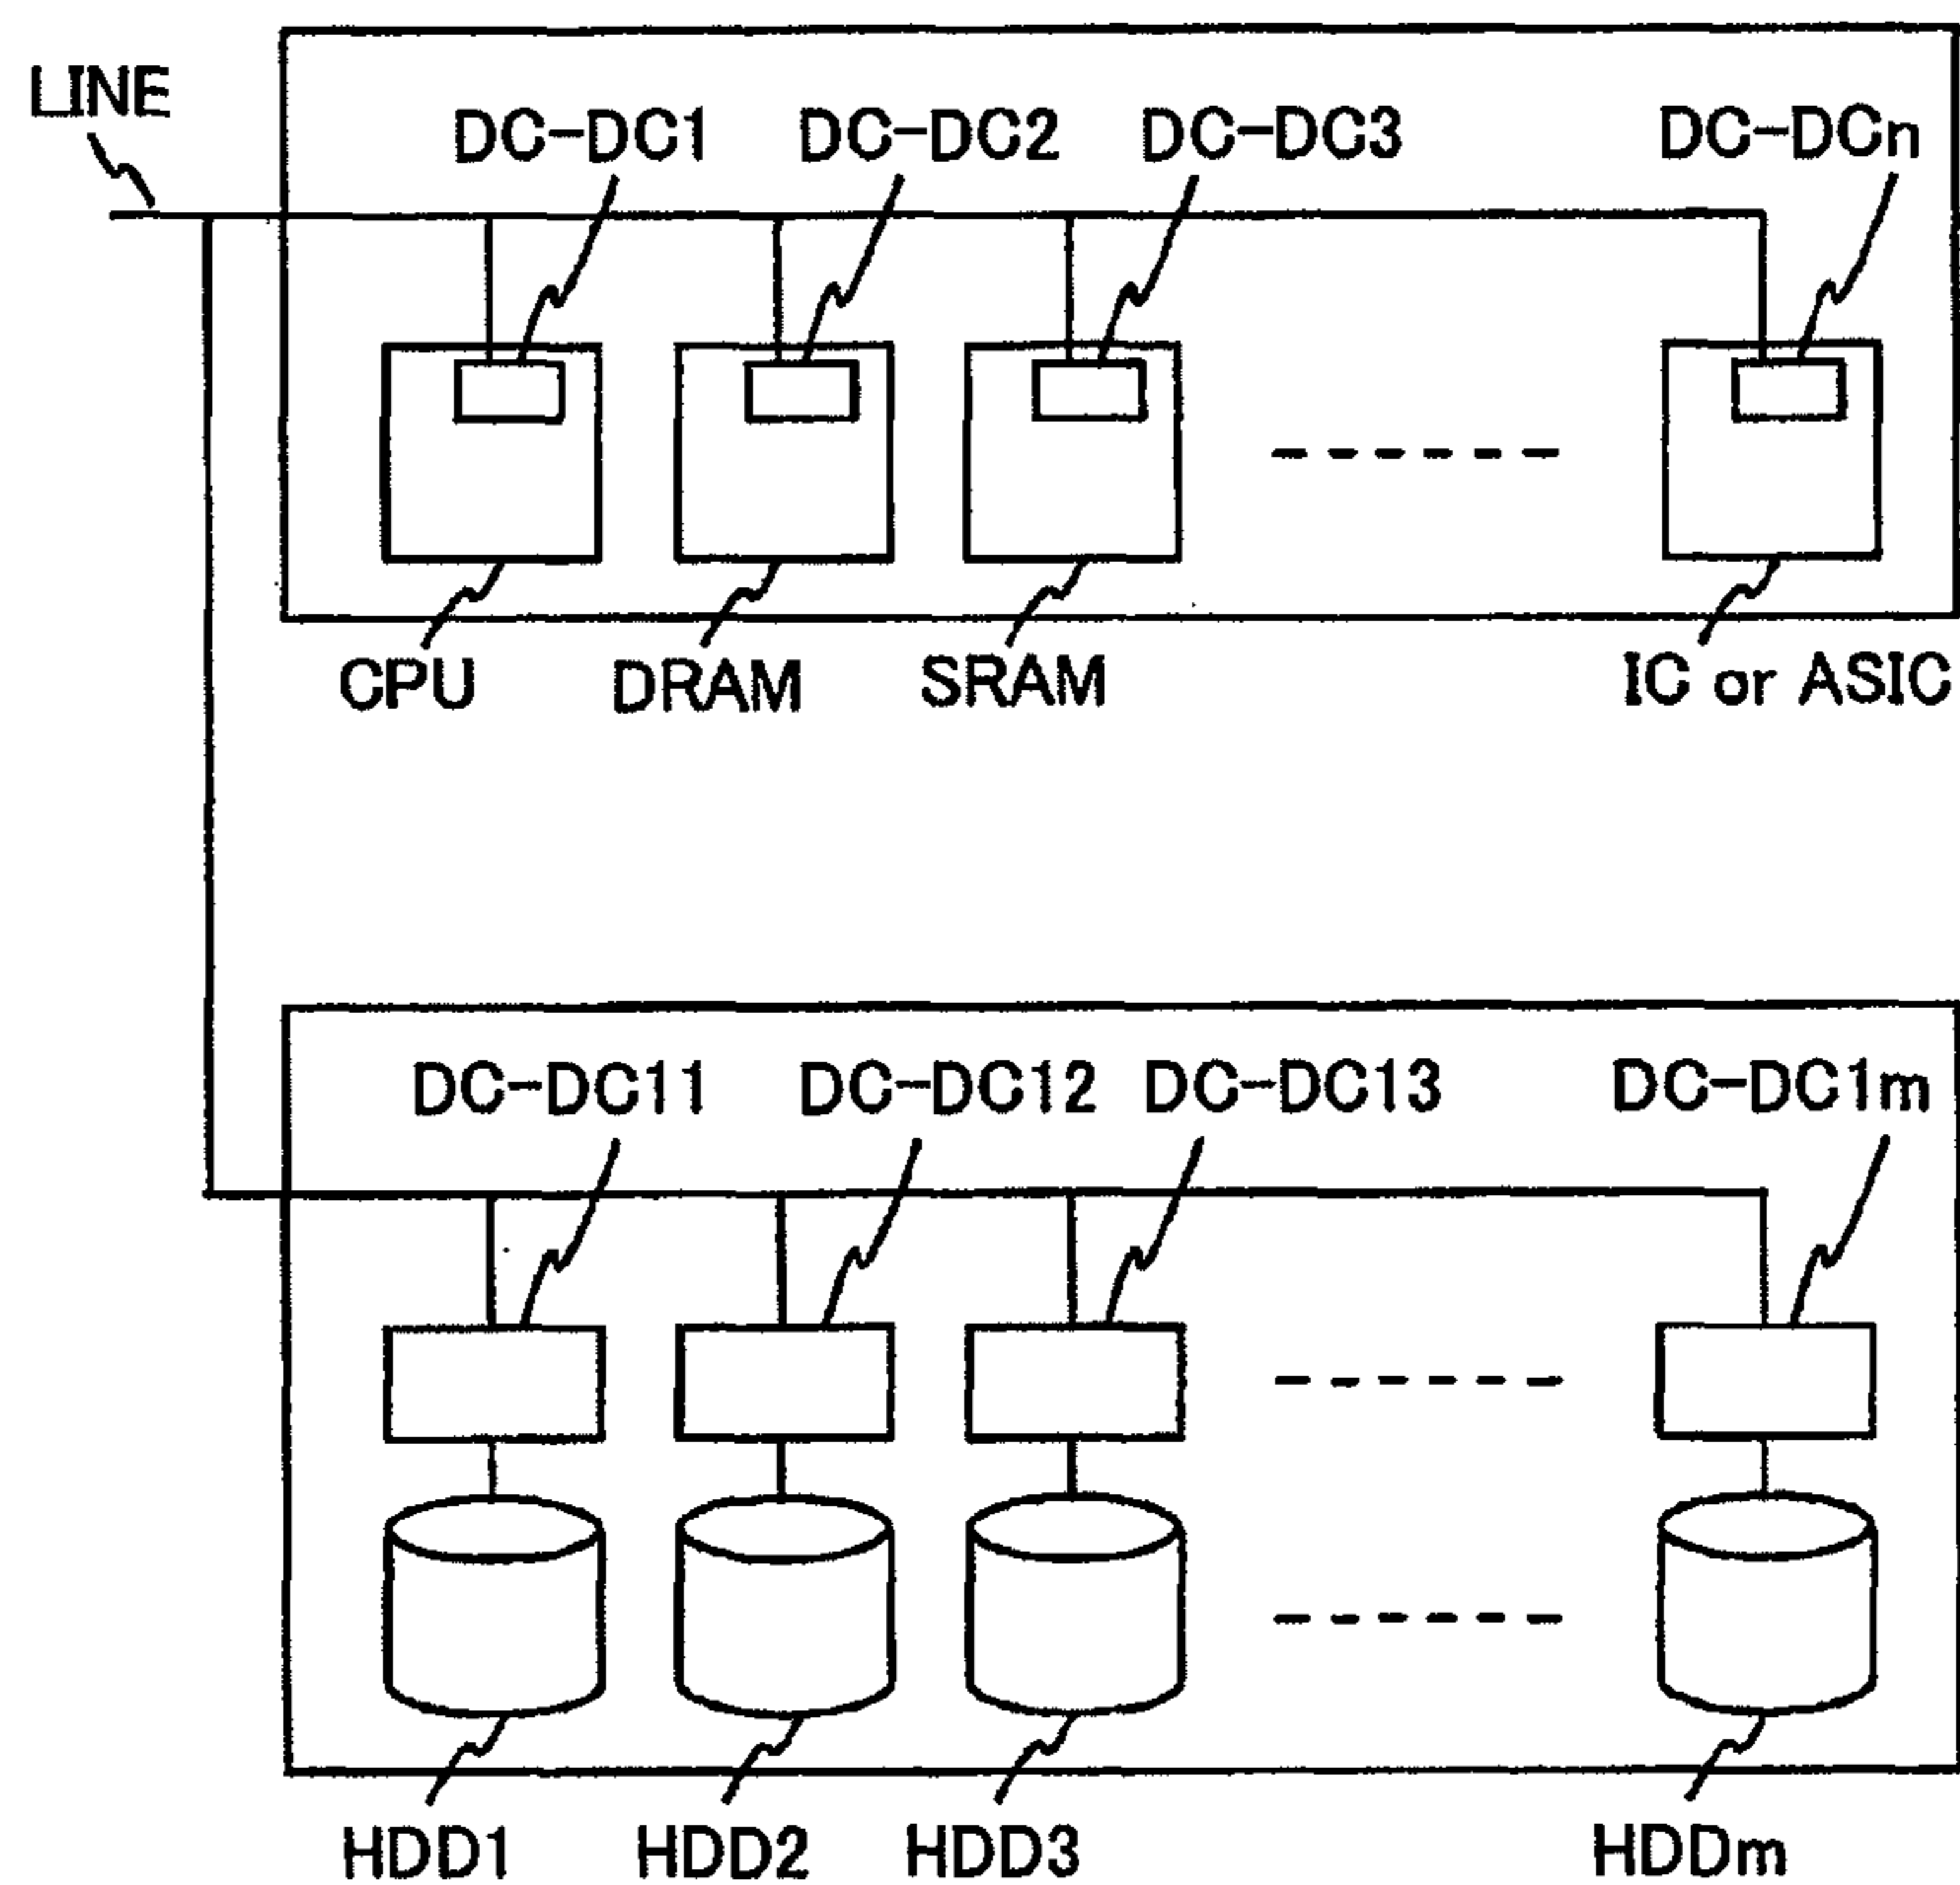 LINE
DC-DC1 DC-DC2 DC-DC3 DC-DCn
CPU DRAM SRAM IC or ASIC
DC-DC11 DC-DC12 DC-DC13 DC-DC1m
HDD1 HDD2 HDD3 HDDm